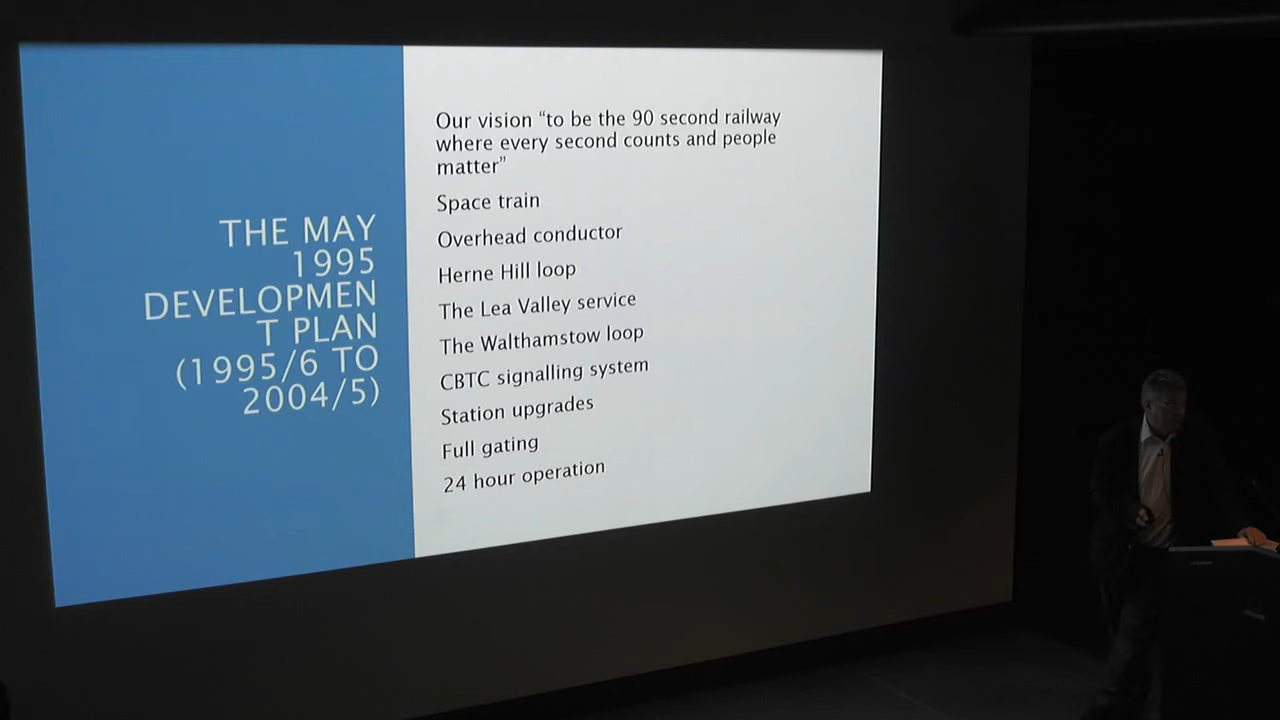 THE MAY
1995
DEVELOPMEN
T PLAN
(1995/6 TO
2004/5)
Our vision “to be the 90 second railway
where every second counts and people
matter”
Space train
Overhead conductor
Herne Hill loop
The Lea Valley service
The Walthamstow loop
CBTC signalling system
Station upgrades
Full gating
24 hour operation